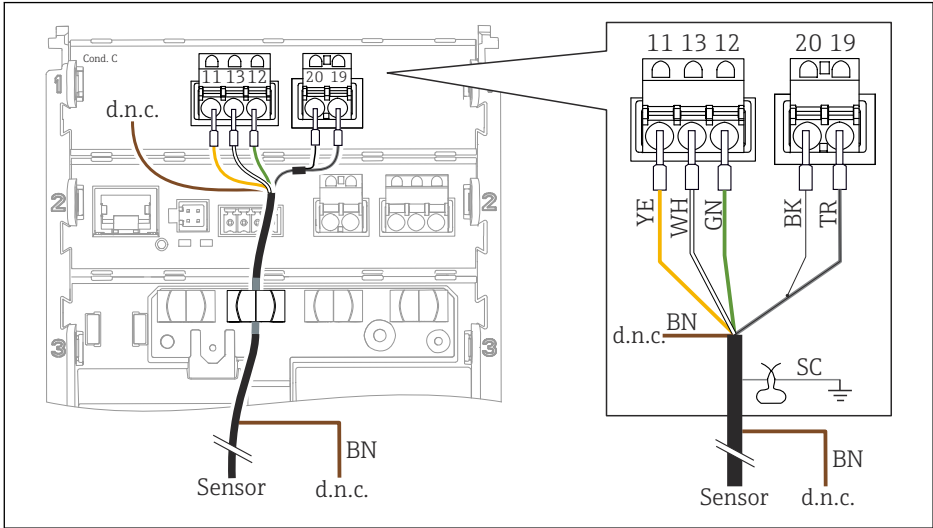 Cond. C
11 13 12
20 19
1
d.n.c.
2
2
3
3
BN
Sensor
d.n.c.
11 13 12
20 19
YE
WH
GN
BK
TR
BN
d.n.c.
SC
BN
Sensor
d.n.c.